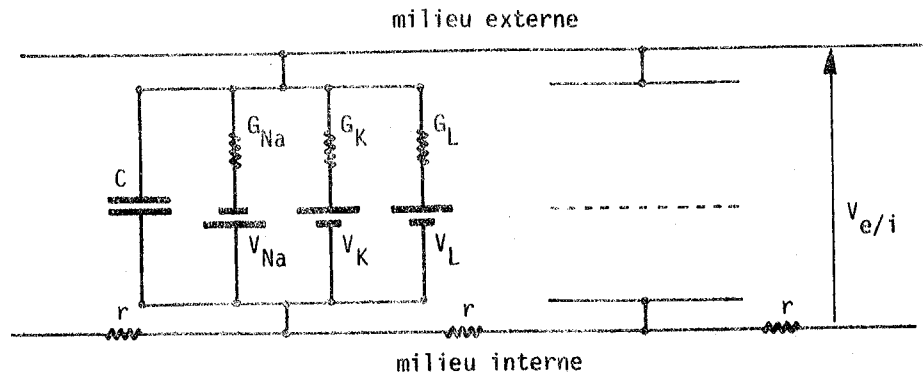 milieu externe
G_Na G_K G_L
C
V_Na V_K V_L
V_e/i
r r r
milieu interne